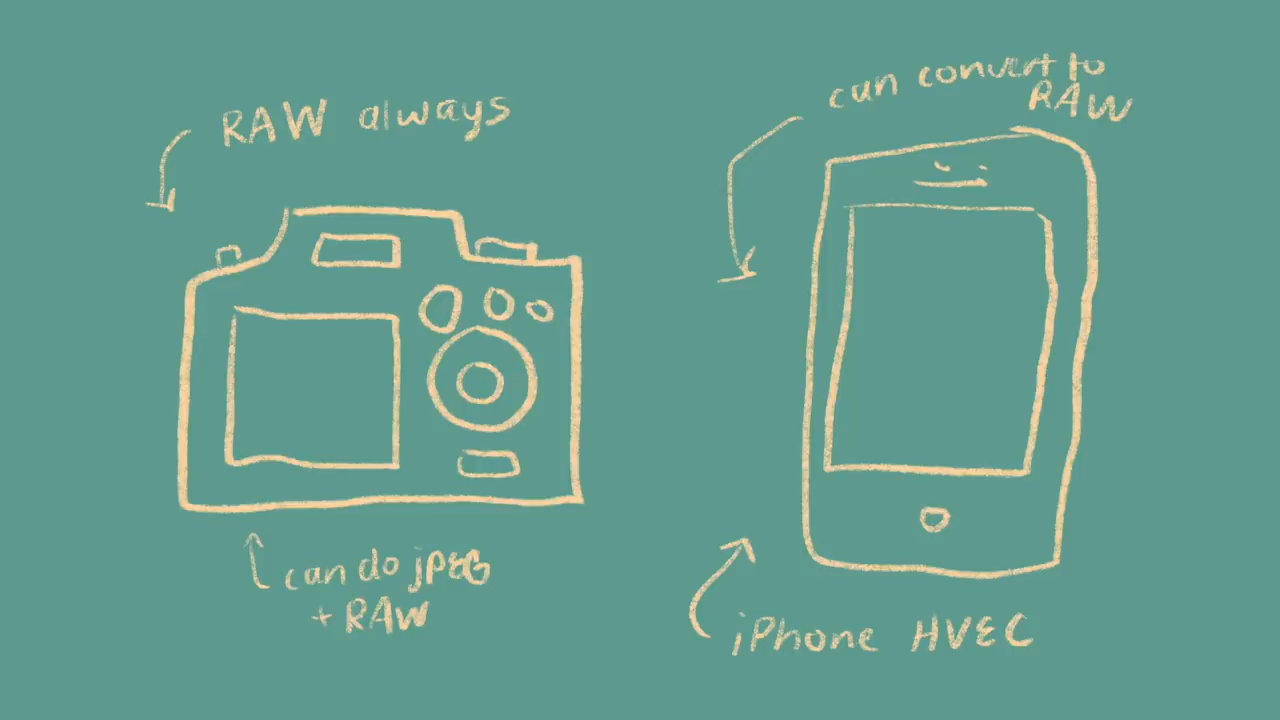 RAW always
can do jPEG
+ RAW
can convert to
RAW
iPhone HVEC